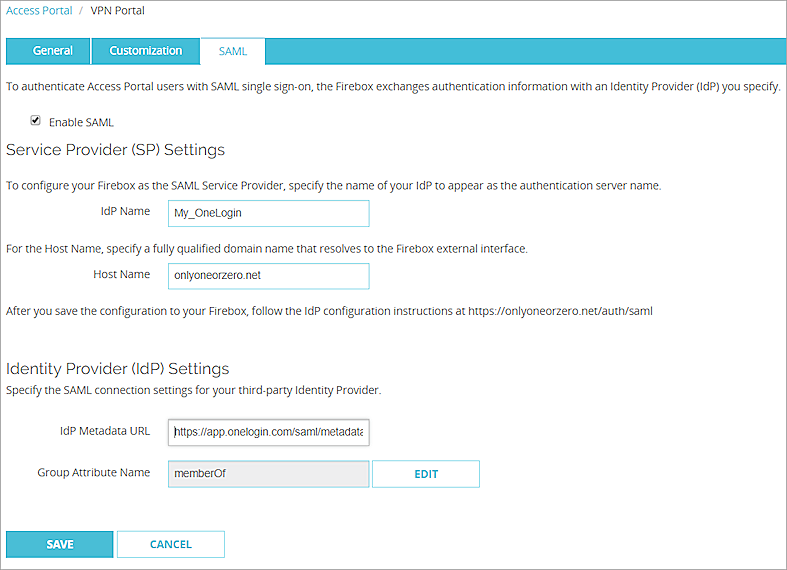 Access Portal / VPN Portal
General Customization SAML
To authenticate Access Portal users with SAML single sign-on, the Firebox exchanges authentication information with an Identity Provider (IdP) you specify.
Enable SAML
Service Provider (SP) Settings
To configure your Firebox as the SAML Service Provider, specify the name of your IdP to appear as the authentication server name.
IdP Name My_OneLogin
For the Host Name, specify a fully qualified domain name that resolves to the Firebox external interface.
Host Name onlyoneorzero.net
After you save the configuration to your Firebox, follow the IdP configuration instructions at https://onlyoneorzero.net/auth/saml
Identity Provider (IdP) Settings
Specify the SAML connection settings for your third-party Identity Provider.
IdP Metadata URL https://app.onelogin.com/saml/metadata
Group Attribute Name memberOf EDIT
SAVE CANCEL